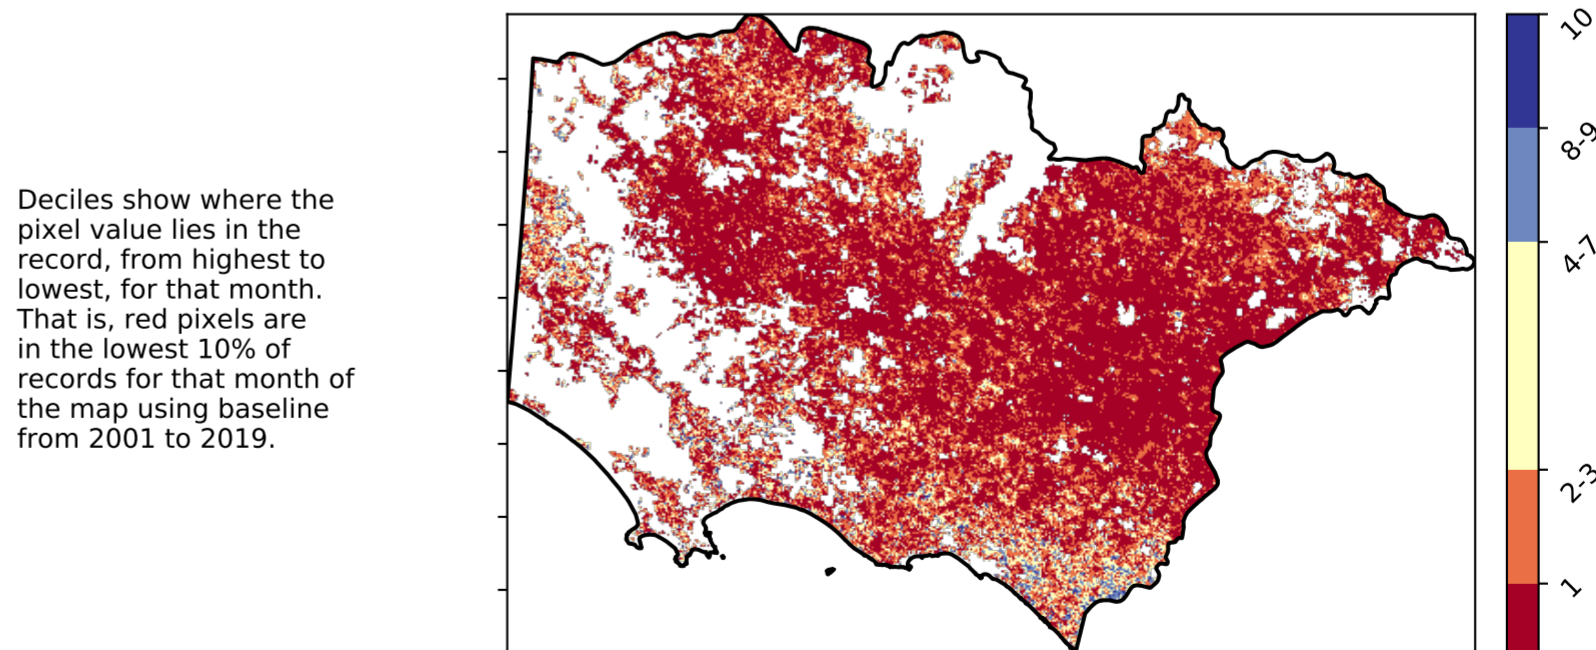 Deciles show where the
pixel value lies in the
record, from highest to
lowest, for that month.
That is, red pixels are
in the lowest 10% of
records for that month of
the map using baseline
from 2001 to 2019.
10
8-9
4-7
2-3
1